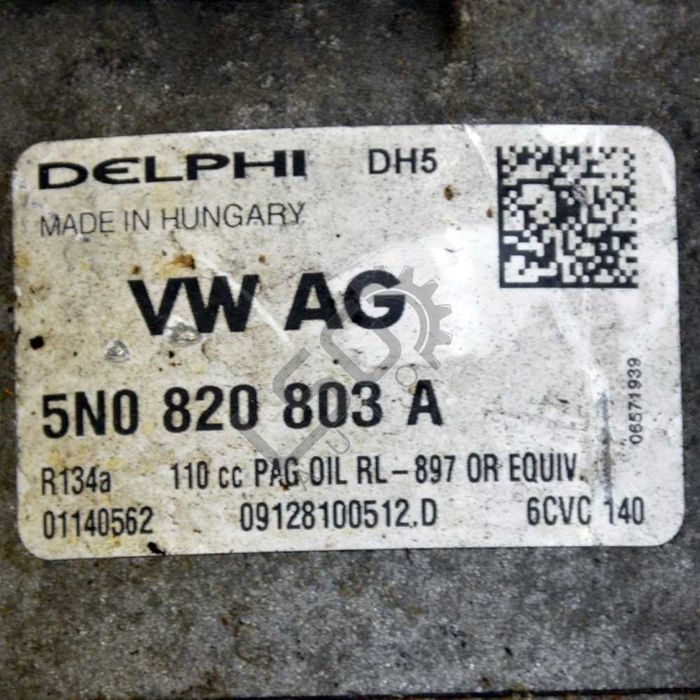 DELPHI DH5
MADE IN HUNGARY
VW AG
5N0 820 803 A
06571939
R134a 110 cc PAG OIL RL-897 OR EQUIV.
01140562 09128100512.D 6CVC 140